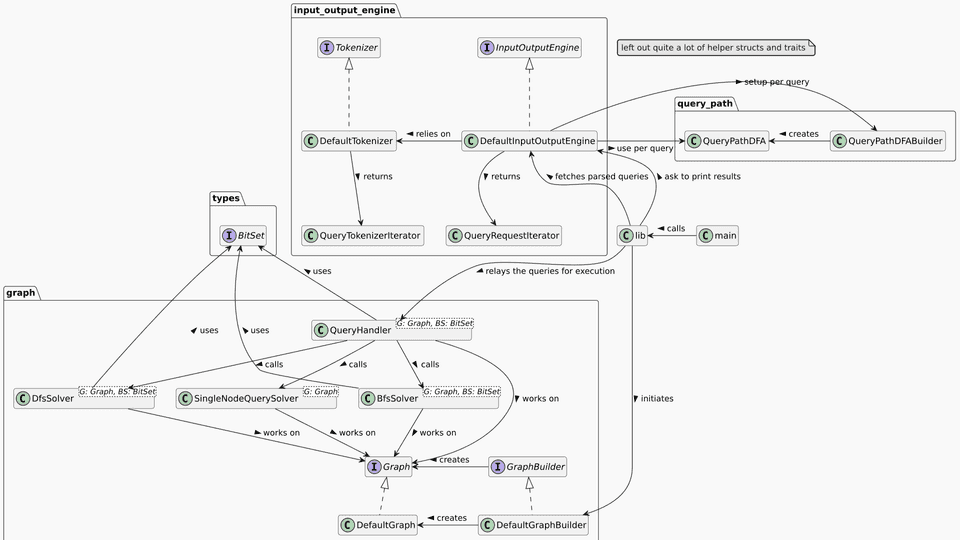 input_output_engine
I Tokenizer
I InputOutputEngine
left out quite a lot of helper structs and traits
setup per query
query_path
C DefaultTokenizer
relies on
C DefaultInputOutputEngine
use per query
C QueryPathDFA
creates
C QueryPathDFABuilder
returns
returns
fetches parsed queries
ask to print results
types
I BitSet
C QueryTokenizerIterator
C QueryRequestIterator
C lib
calls
C main
uses
relays the queries for execution
graph
C QueryHandler
G: Graph, BS: BitSet
uses
uses
calls
calls
calls
C DfsSolver
G: Graph, BS: BitSet
C SingleNodeQuerySolver
G: Graph
C BfsSolver
G: Graph, BS: BitSet
works on
initiates
works on
works on
works on
I Graph
creates
I GraphBuilder
C DefaultGraph
creates
C DefaultGraphBuilder